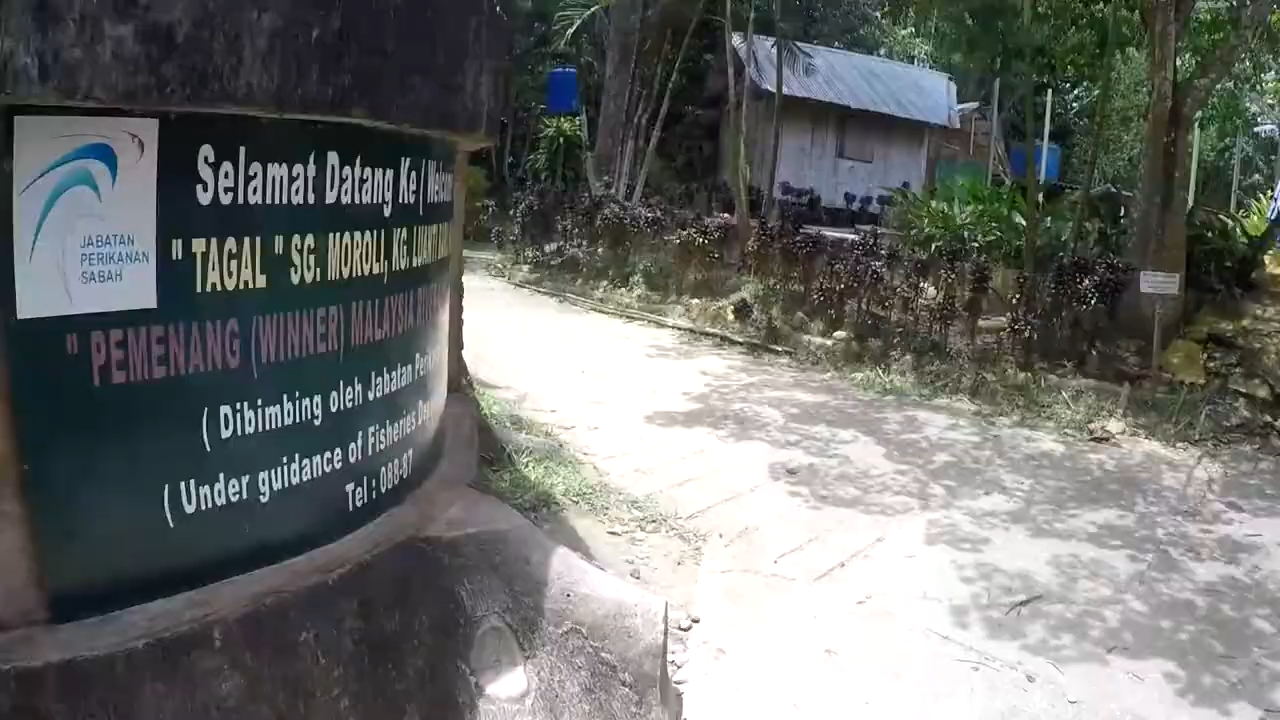 JABATAN
PERIKANAN
SABAH
Selamat Datang Ke (
" TAGAL " SG. MOROLI, KG.
" PEMENANG (WINNER) MALAYSIA
( Dibimbing oleh Jabatan
( Under guidance of Fisheries
Tel : 088-87